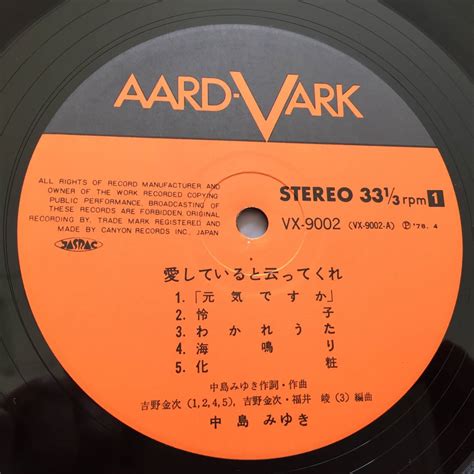 AARD-VARK
ALL RIGHTS OF RECORD MANUFACTURER AND
OWNER OF THE WORK RECORDED COPYING
PUBLIC PERFORMANCE, BROADCASTING OF
THESE RECORDS ARE FORBIDDEN, ORIGINAL
RECORDING BY, TRADE MARK REGISTERED AND
MADE BY CANYON RECORDS INC., JAPAN
JASRAC
STEREO 33 1/3 rpm 1
VX-9002 (VX-9002-A) Ⓟ '78. 4
愛していると云ってくれ
1.「元気ですか」
2. 怜子
3. わかれうた
4. 海鳴り
5. 化粧
中島みゆき作詞・作曲
吉野金次(1,2,4,5), 吉野金次・福井 峻(3)編曲
中島みゆき